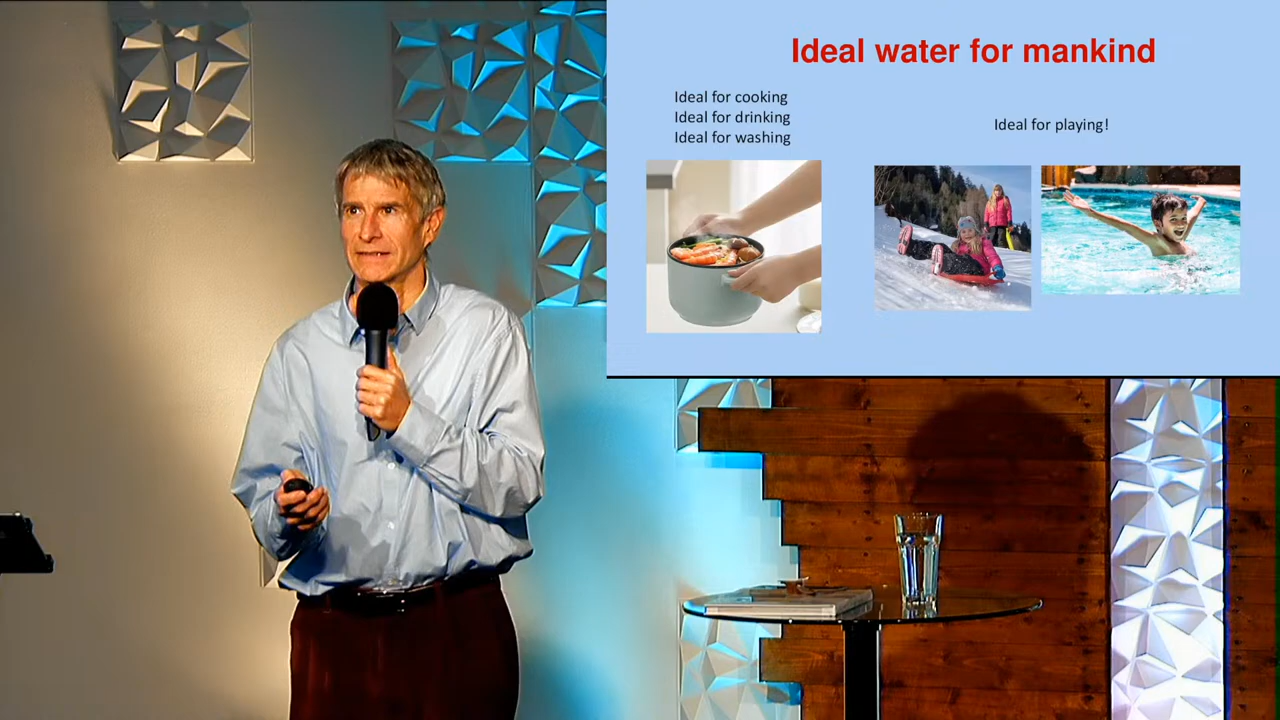 Ideal water for mankind
Ideal for cooking
Ideal for drinking
Ideal for washing
Ideal for playing!